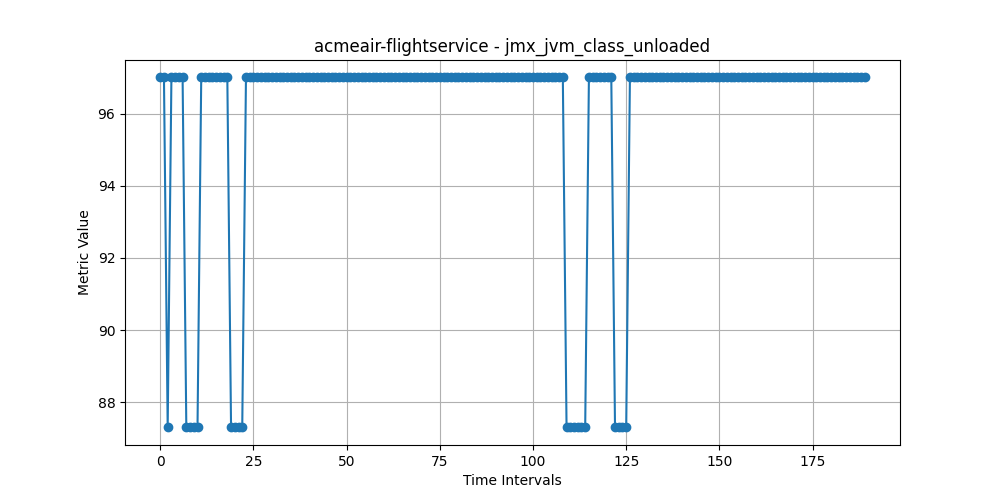 acmeair-flightservice - jmx_jvm_class_unloaded
96
94
92
90
88
Metric Value
0 25 50 75 100 125 150 175
Time Intervals